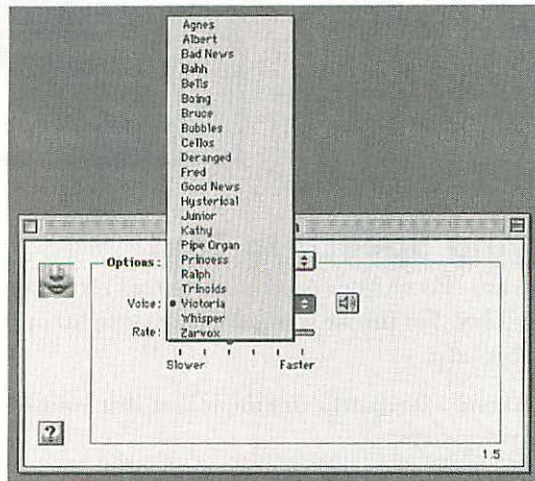 Agnes
Albert
Bad News
Bahh
Bells
Boing
Bruce
Bubbles
Cellos
Deranged
Fred
Good News
Hysterical
Junior
Kathy
Pipe Organ
Options:
Princess
Ralph
Trinoids
Voice: • Victoria
Whisper
Rate:
Zarvox
Slower Faster
?
1.5